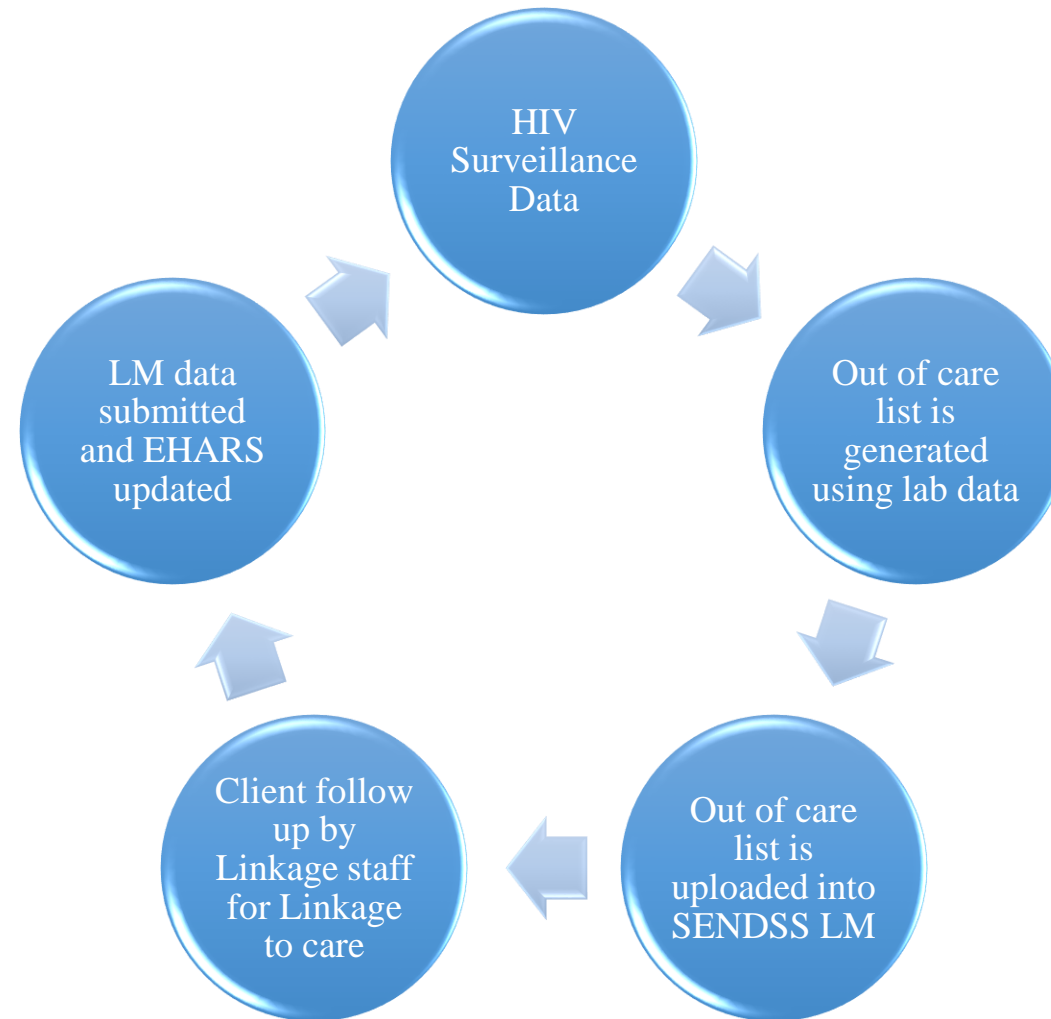 HIV
Surveillance
Data
Out of care
list is
generated
using lab data
Out of care
list is
uploaded into
SENDSS LM
Client follow
up by
Linkage staff
for Linkage
to care
LM data
submitted
and EHARS
updated